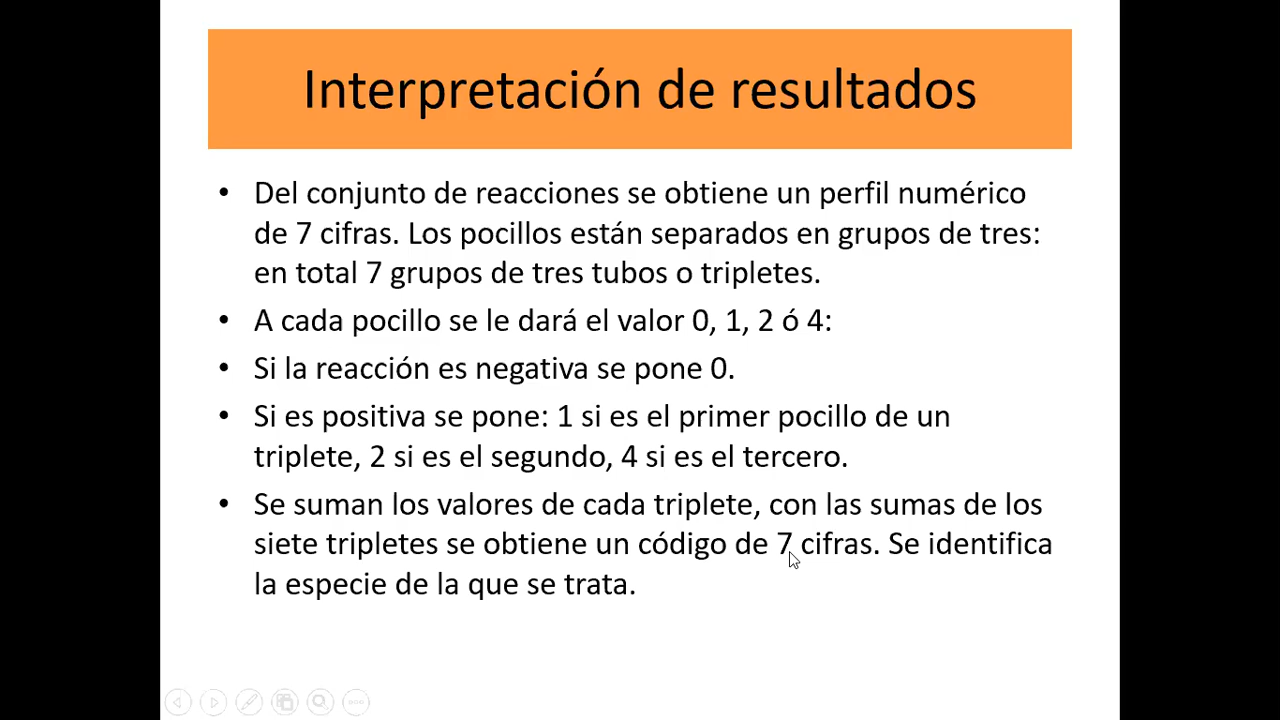 Interpretación de resultados
• Del conjunto de reacciones se obtiene un perfil numérico
de 7 cifras. Los pocillos están separados en grupos de tres:
en total 7 grupos de tres tubos o tripletes.
• A cada pocillo se le dará el valor 0, 1, 2 ó 4:
• Si la reacción es negativa se pone 0.
• Si es positiva se pone: 1 si es el primer pocillo de un
triplete, 2 si es el segundo, 4 si es el tercero.
• Se suman los valores de cada triplete, con las sumas de los
siete tripletes se obtiene un código de 7 cifras. Se identifica
la especie de la que se trata.